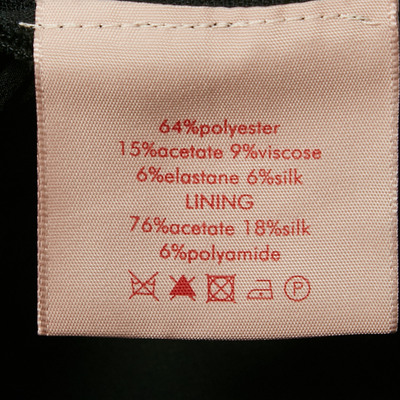 64%polyester
15%acetate 9%viscose
6%elastane 6%silk
LINING
76%acetate 18%silk
6%polyamide
P